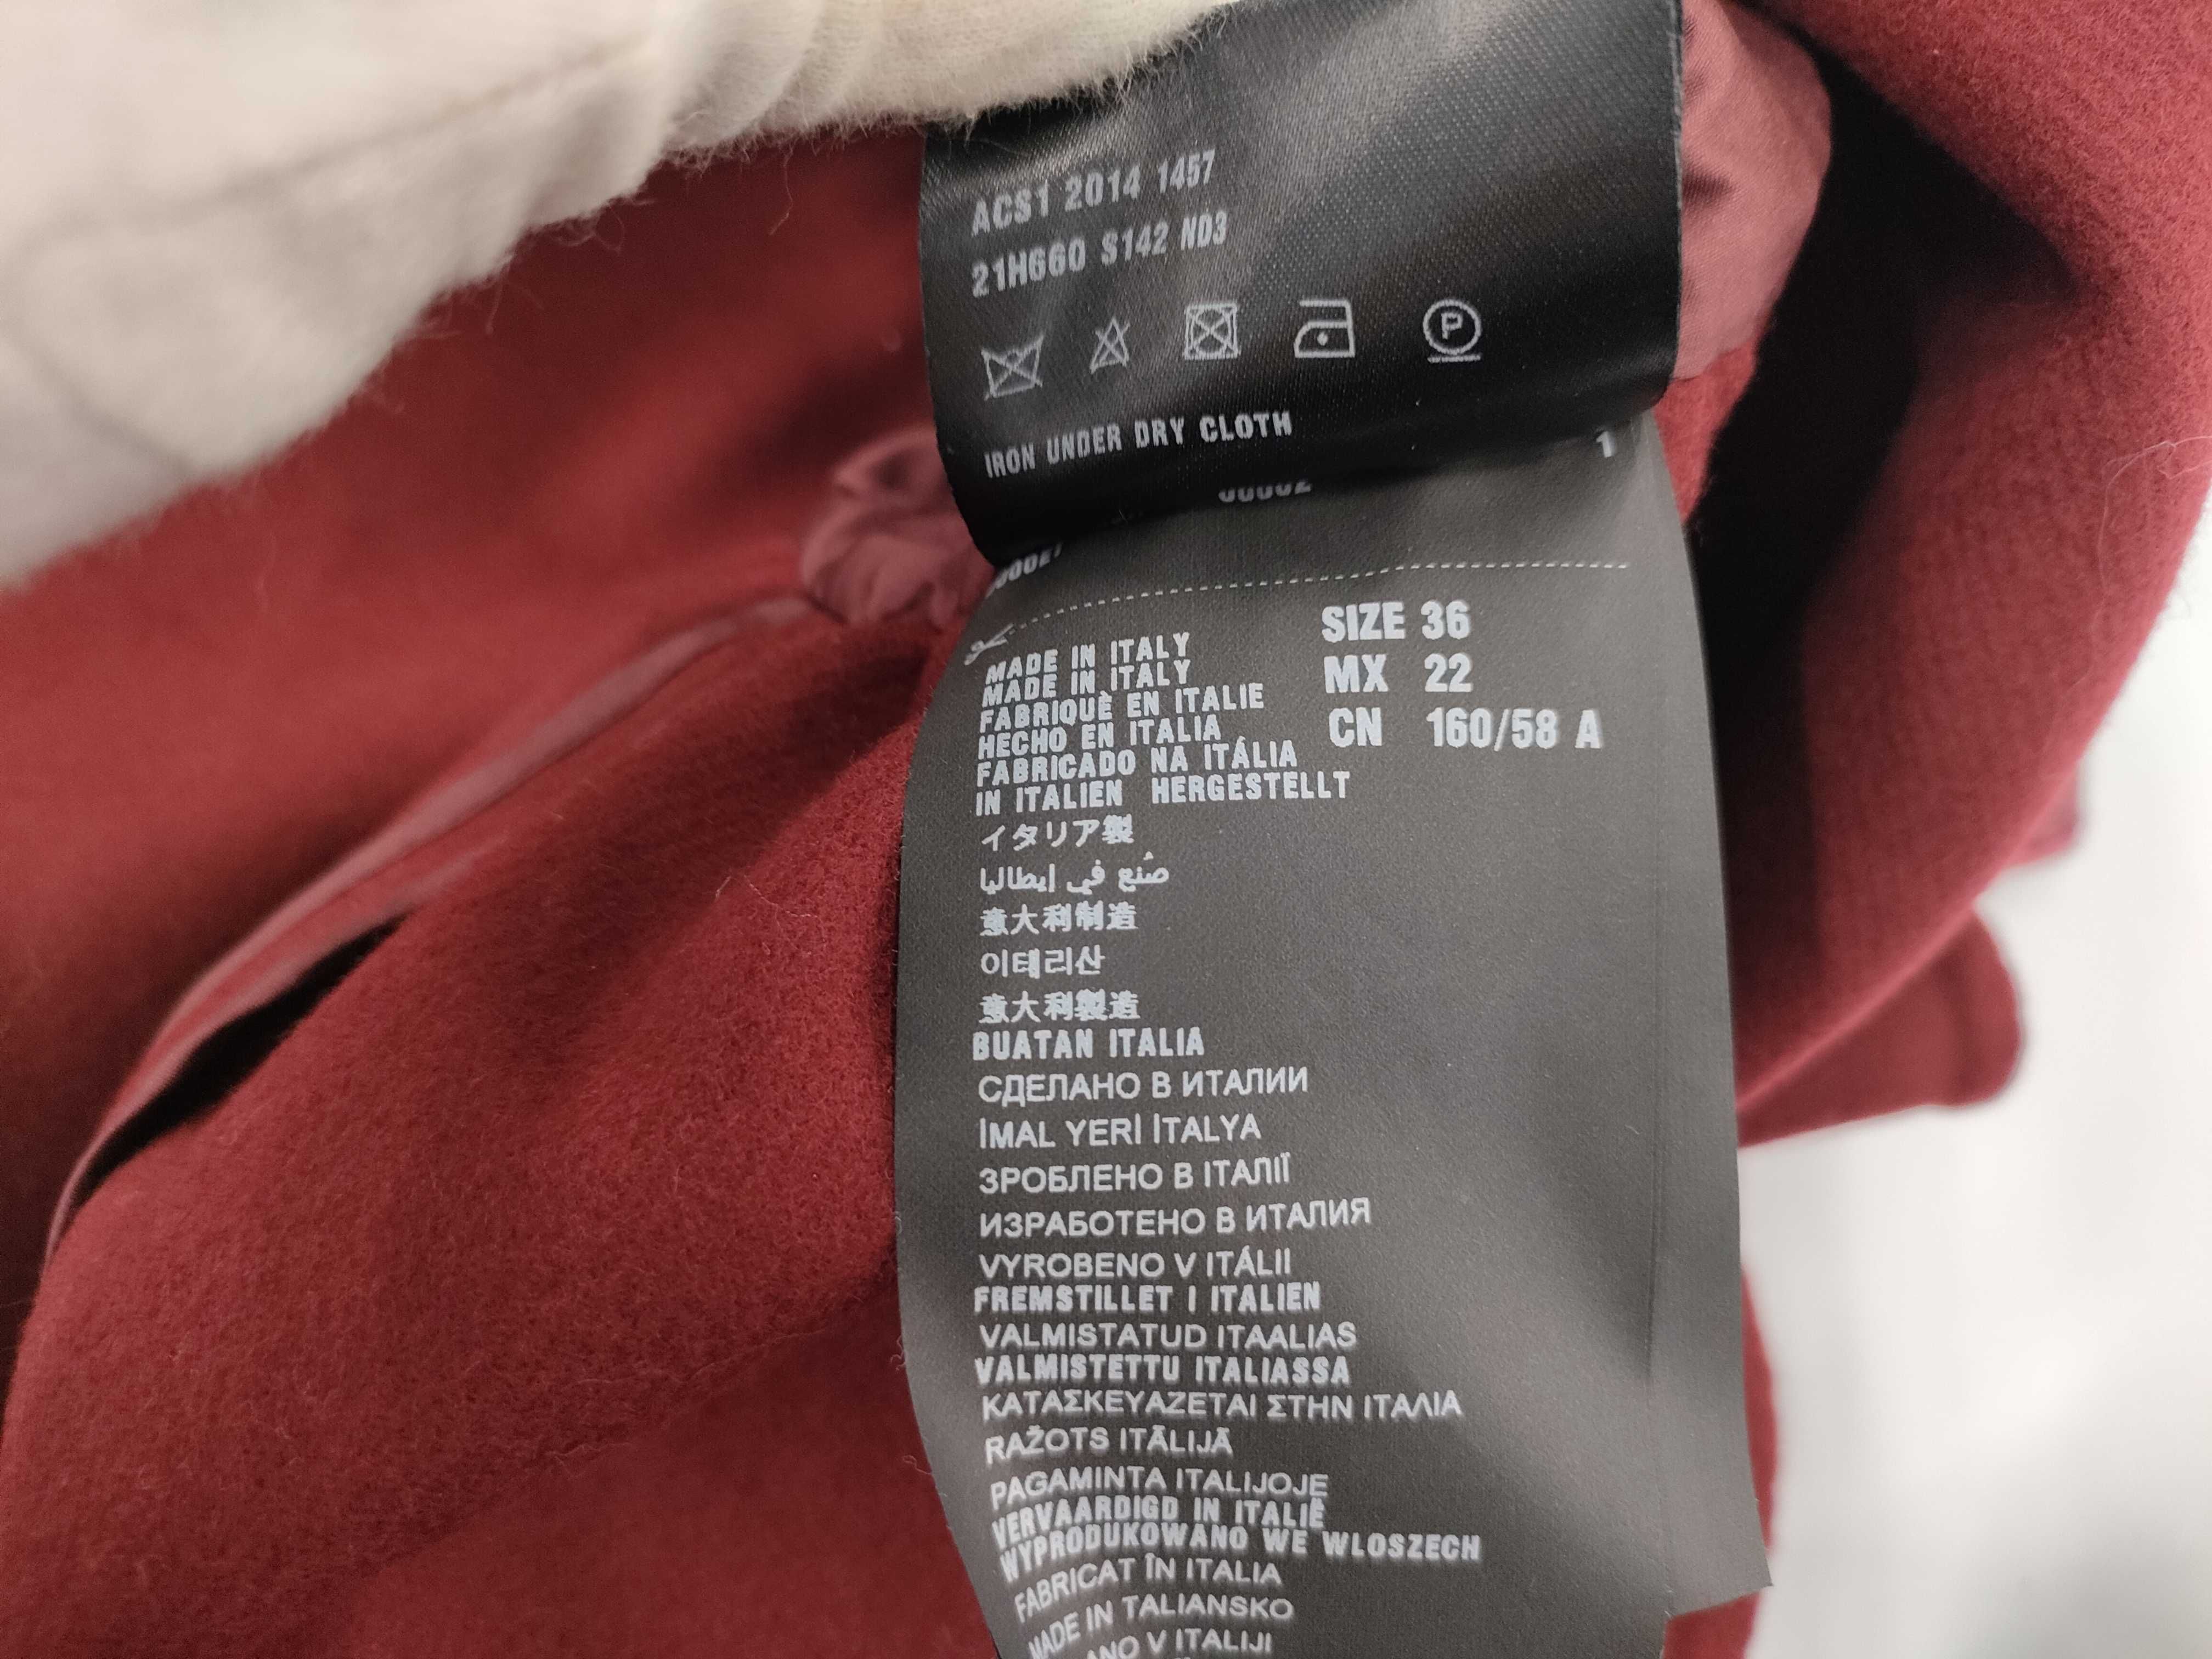 ACS1 2014 1457
21H660 S142 ND3
P
IRON UNDER DRY CLOTH
1
MADE IN ITALY
MADE IN ITALY
FABRIQUÈ EN ITALIE
HECHO EN ITALIA
FABRICADO NA ITÁLIA
IN ITALIEN HERGESTELLT
SIZE 36
MX 22
CN 160/58 A
イタリア製
صُنع في إيطاليا
意大利制造
이테리산
意大利製造
BUATAN ITALIA
СДЕЛАНО В ИТАЛИИ
İMAL YERİ İTALYA
ЗРОБЛЕНО В ІТАЛІЇ
ИЗРАБОТЕНО В ИТАЛИЯ
VYROBENO V ITÁLII
FREMSTILLET I ITALIEN
VALMISTATUD ITAALIAS
VALMISTETTU ITALIASSA
ΚΑΤΑΣΚΕΥΑΖΕΤΑΙ ΣΤΗΝ ΙΤΑΛΙΑ
RAŽOTS ITĀLIJĀ
PAGAMINTA ITALIJOJE
VERVAARDIGD IN ITALIË
WYPRODUKOWANO WE WLOSZECH
FABRICAT ÎN ITALIA
MADE IN TALIANSKO
V ITALIJI